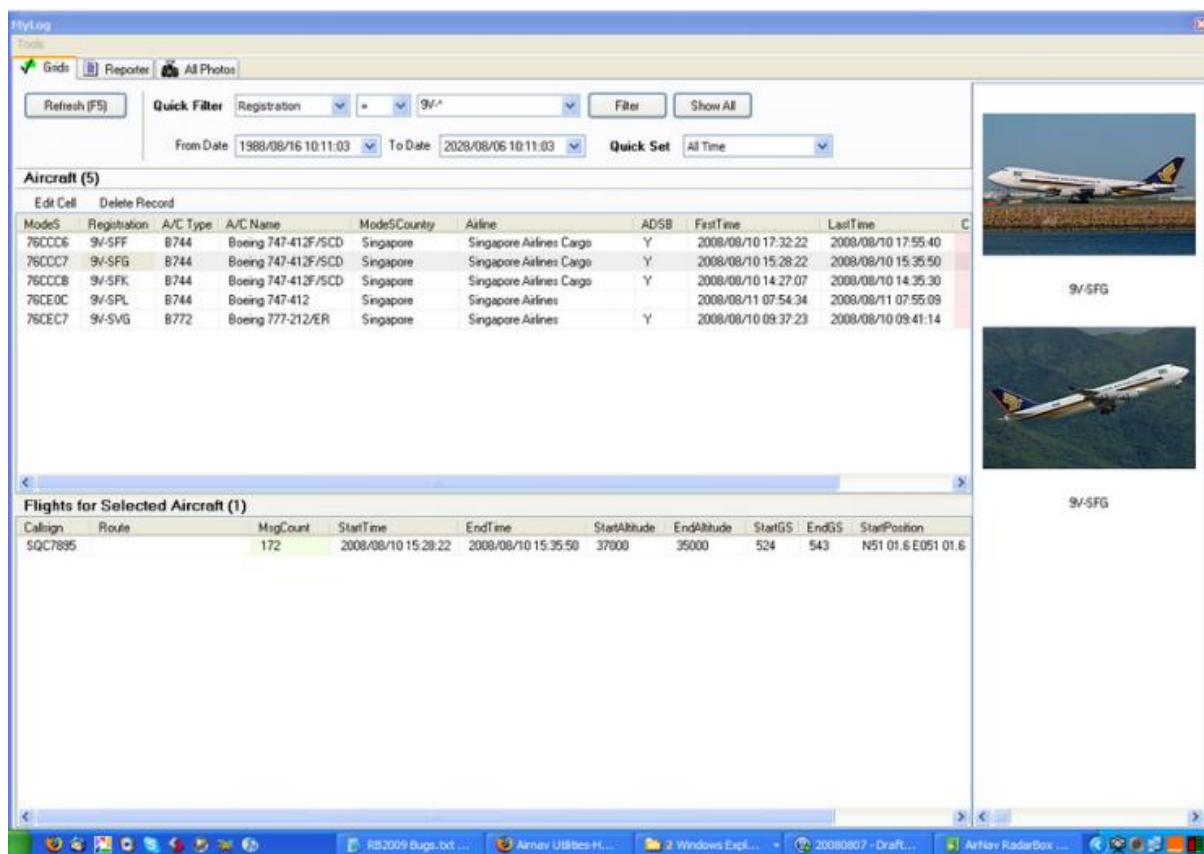 MyLog
Tools
Grids Reporter All Photos
Refresh (F5) Quick Filter Registration = 9V-* Filter Show All
From Date 1988/08/16 10:11:03 To Date 2028/08/06 10:11:03 Quick Set All Time
Aircraft (5)
Edit Cell Delete Record
ModeS Registration A/C Type A/C Name ModeSCountry Airline ADSB FirstTime LastTime C
76CCC6 9V-SFF B744 Boeing 747-412F/SCD Singapore Singapore Airlines Cargo Y 2008/08/10 17:32:22 2008/08/10 17:55:40
76CCC7 9V-SFG B744 Boeing 747-412F/SCD Singapore Singapore Airlines Cargo Y 2008/08/10 15:28:22 2008/08/10 15:35:50
76CCCB 9V-SFK B744 Boeing 747-412F/SCD Singapore Singapore Airlines Cargo Y 2008/08/10 14:27:07 2008/08/10 14:35:30
76CE0C 9V-SPL B744 Boeing 747-412 Singapore Singapore Airlines 2008/08/11 07:54:34 2008/08/11 07:55:09
76CEC7 9V-SVG B772 Boeing 777-212/ER Singapore Singapore Airlines Y 2008/08/10 09:37:23 2008/08/10 09:41:14
9V-SFG
9V-SFG
Flights for Selected Aircraft (1)
Callsign Route MsgCount StartTime EndTime StartAltitude EndAltitude StartGS EndGS StartPosition
SQC7895 172 2008/08/10 15:28:22 2008/08/10 15:35:50 37000 35000 524 543 N51 01.6 E051 01.6
RB2009 Bugs.txt ... Airnav Utilities-H... 2 Windows Expl... 20080807 - Draft... AirNav RadarBox ...